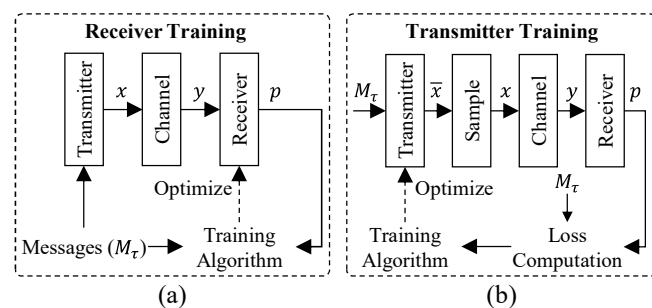 Receiver Training
Transmitter
x
Channel
y
Receiver
p
Optimize
Messages (M_τ)
Training
Algorithm
(a)
Transmitter Training
M_τ
Transmitter
x̄
Sample
x
Channel
y
Receiver
p
Optimize
M_τ
Training
Algorithm
Loss
Computation
(b)